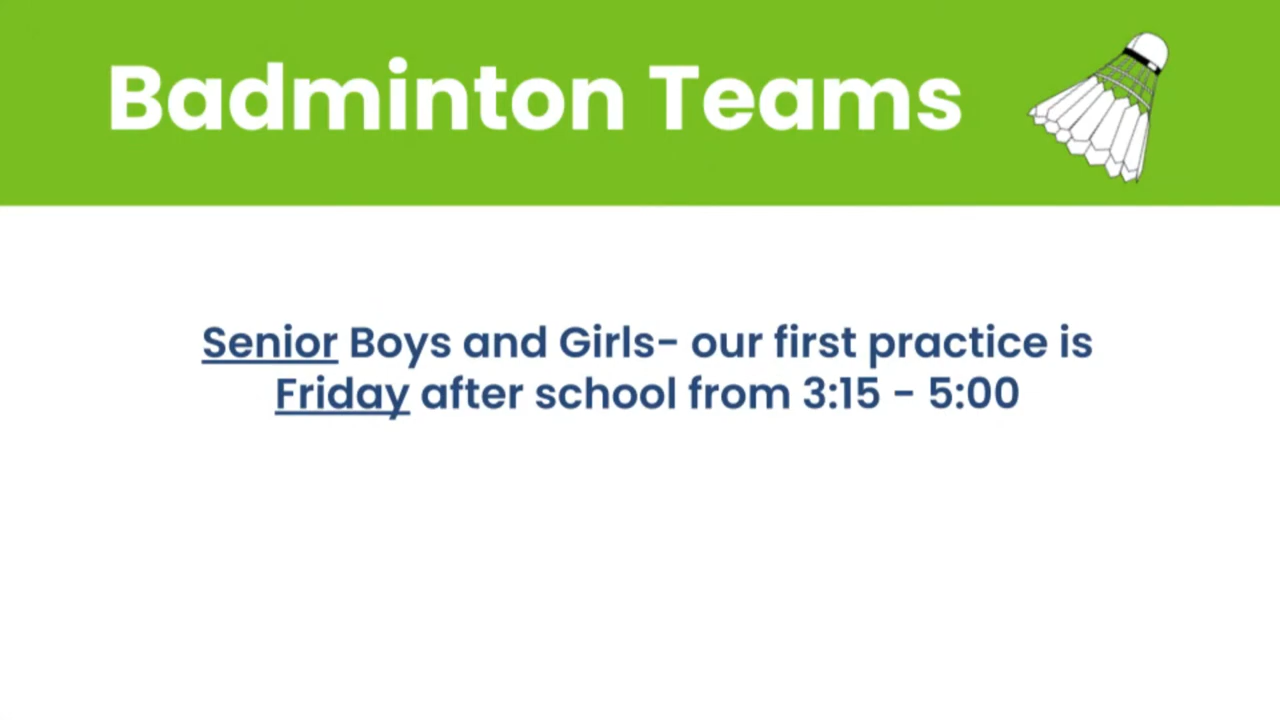 Badminton Teams
Senior Boys and Girls- our first practice is
Friday after school from 3:15 - 5:00